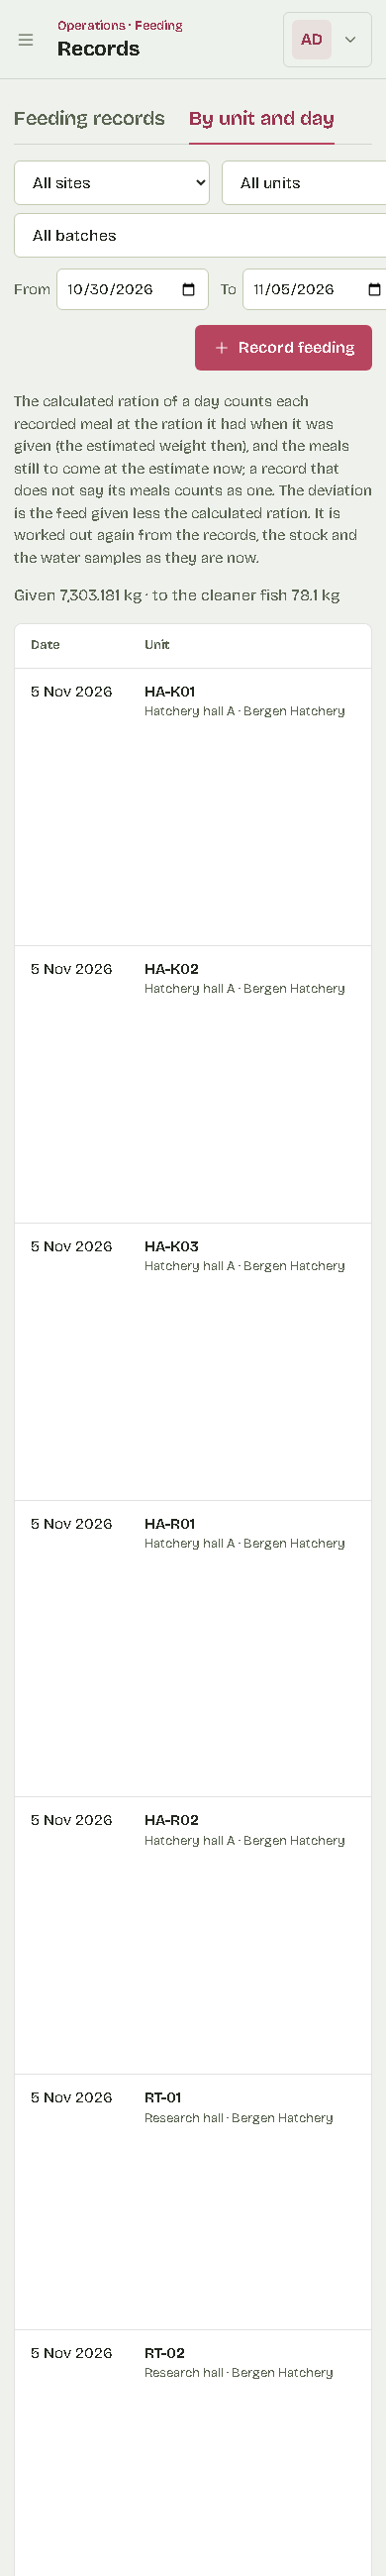 Operations · Feeding
Records
AD
Feeding records By unit and day
All sites All units
All batches
From 10/30/2026 To 11/05/2026
+ Record feeding
The calculated ration of a day counts each
recorded meal at the ration it had when it was
given (the estimated weight then), and the meals
still to come at the estimate now; a record that
does not say its meals counts as one. The deviation
is the feed given less the calculated ration. It is
worked out again from the records, the stock and
the water samples as they are now.
Given 7,303.181 kg · to the cleaner fish 78.1 kg
Date Unit
5 Nov 2026 HA-K01
Hatchery hall A · Bergen Hatchery
5 Nov 2026 HA-K02
Hatchery hall A · Bergen Hatchery
5 Nov 2026 HA-K03
Hatchery hall A · Bergen Hatchery
5 Nov 2026 HA-R01
Hatchery hall A · Bergen Hatchery
5 Nov 2026 HA-R02
Hatchery hall A · Bergen Hatchery
5 Nov 2026 RT-01
Research hall · Bergen Hatchery
5 Nov 2026 RT-02
Research hall · Bergen Hatchery